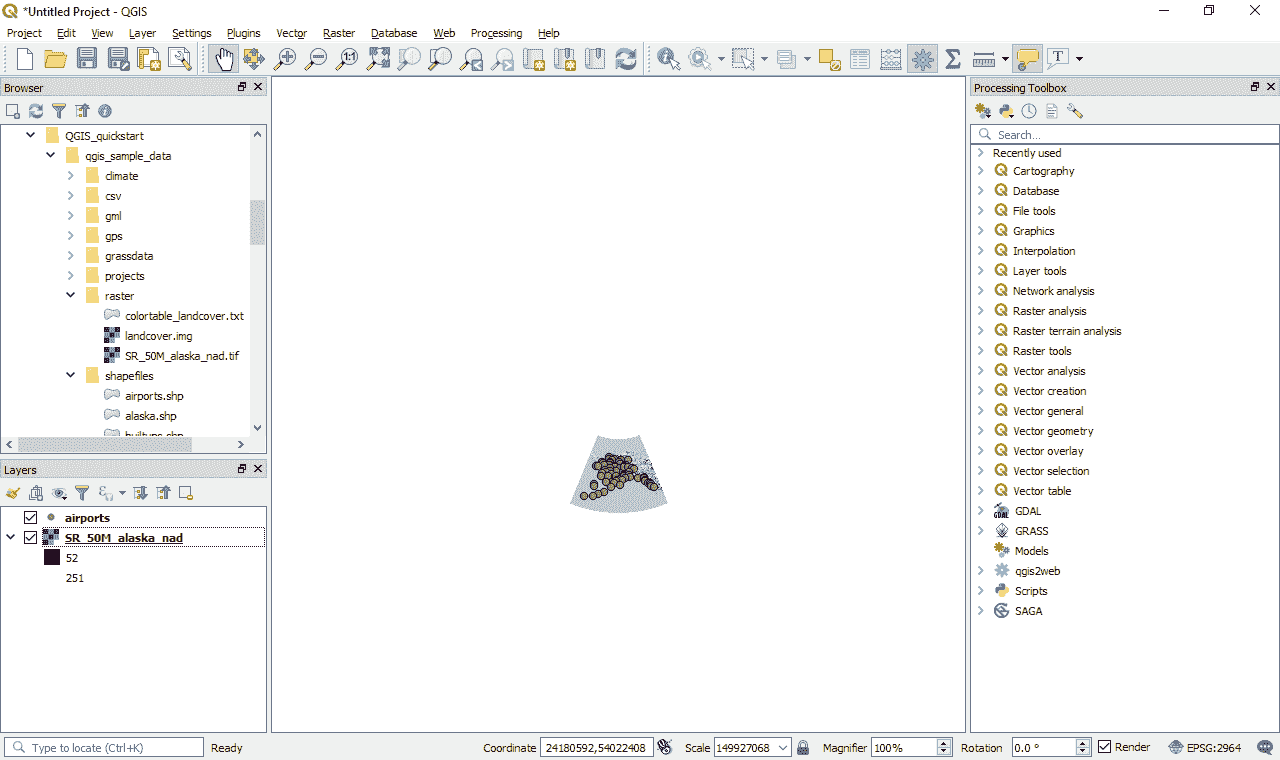 *Untitled Project - QGIS
Project Edit View Layer Settings Plugins Vector Raster Database Web Processing Help
1:1
T
Browser
QGIS_quickstart
qgis_sample_data
climate
csv
gml
gps
grassdata
projects
raster
colortable_landcover.txt
landcover.img
SR_50M_alaska_nad.tif
shapefiles
airports.shp
alaska.shp
builtups.shp
Layers
airports
SR_50M_alaska_nad
52
251
Processing Toolbox
Search...
Recently used
Cartography
Database
File tools
Graphics
Interpolation
Layer tools
Network analysis
Raster analysis
Raster terrain analysis
Raster tools
Vector analysis
Vector creation
Vector general
Vector geometry
Vector overlay
Vector selection
Vector table
GDAL
GRASS
Models
qgis2web
Scripts
SAGA
Type to locate (Ctrl+K) Ready Coordinate 24180592,54022408 Scale 149927068 Magnifier 100% Rotation 0.0 ° Render EPSG:2964